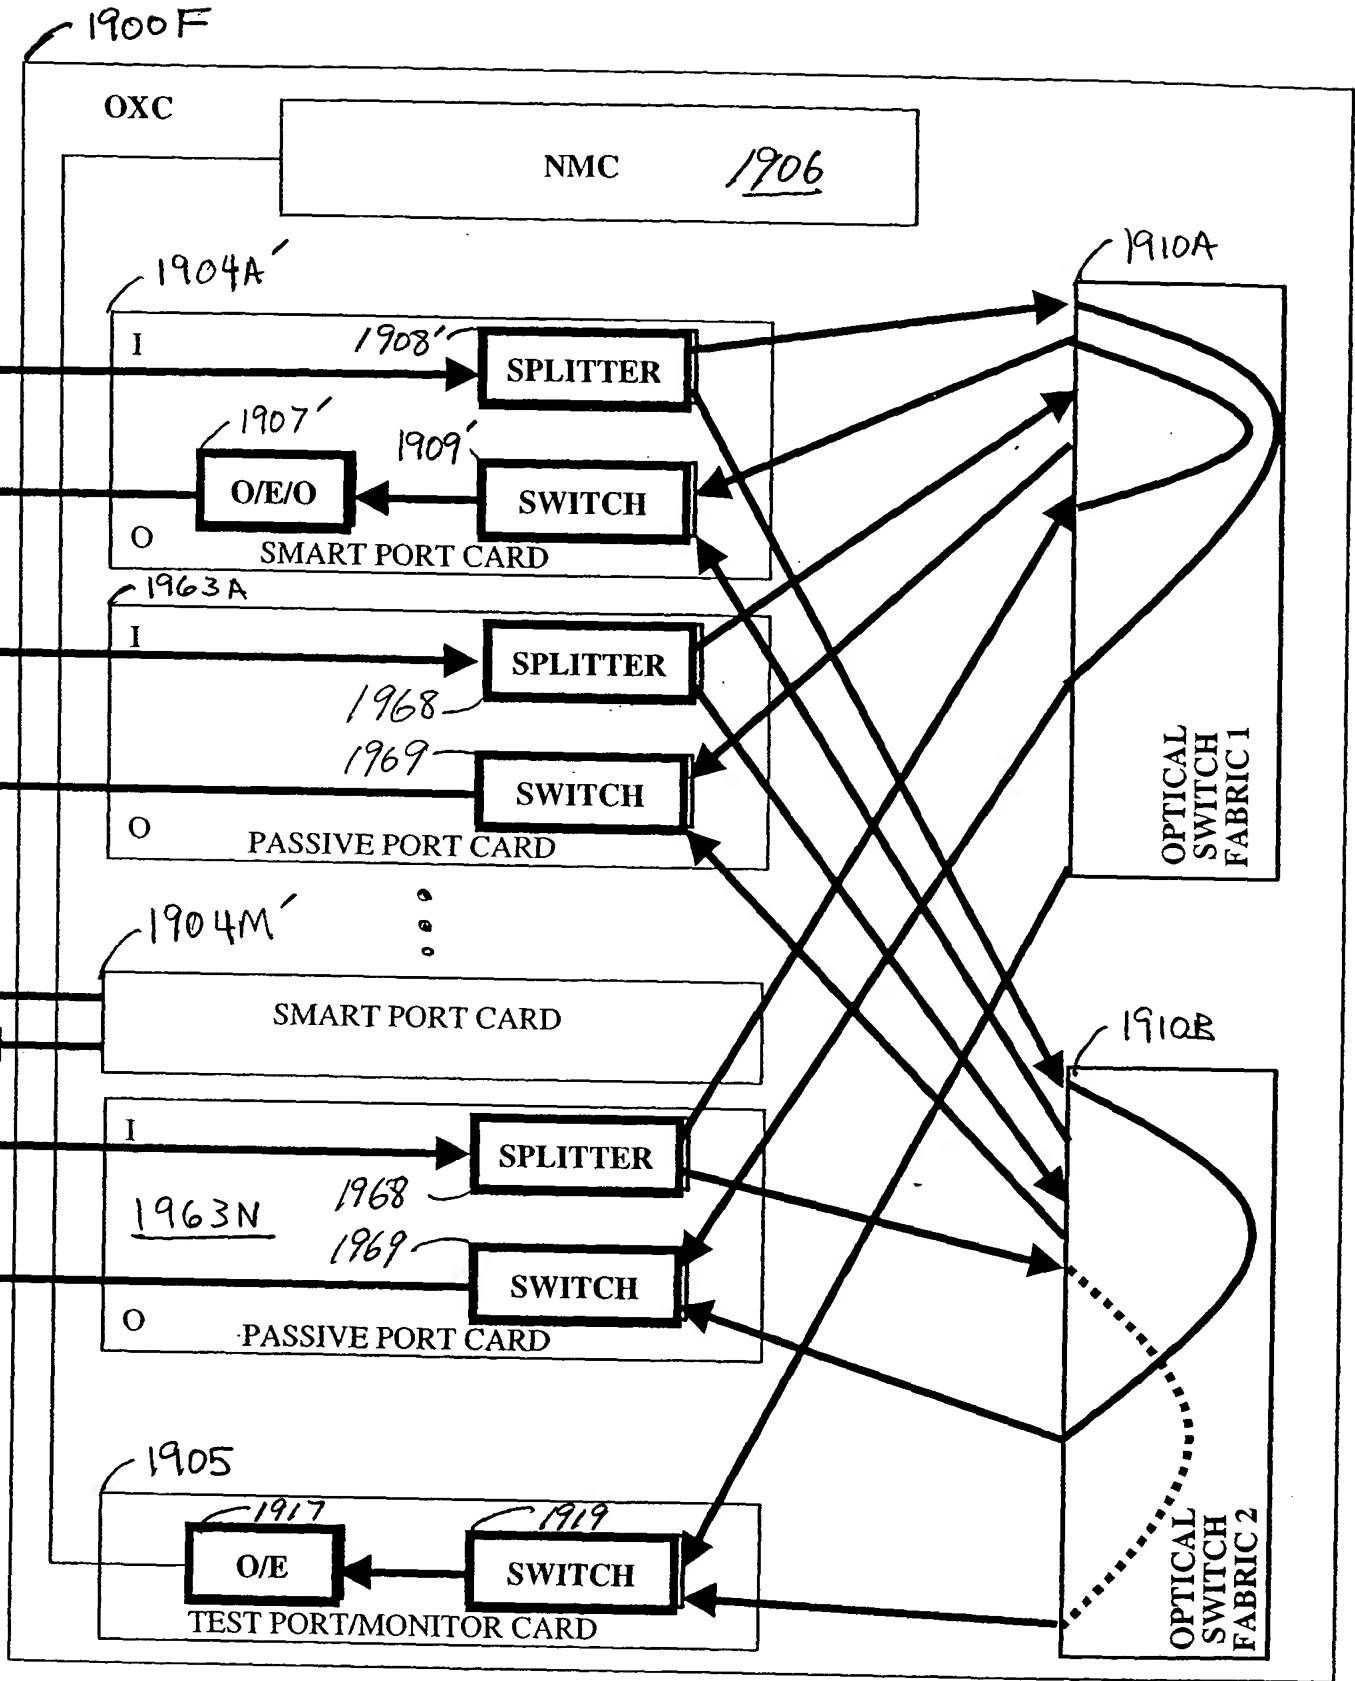 1900F
OXC
NMC 1906
1904A'
1910A
I
1908'
SPLITTER
1907'
1909'
O/E/O
SWITCH
O
SMART PORT CARD
1963A
I
SPLITTER
1968
1969
SWITCH
O
PASSIVE PORT CARD
OPTICAL
SWITCH
FABRIC 1
1904M'
SMART PORT CARD
1910B
I
SPLITTER
1968
1963N
1969
SWITCH
O
PASSIVE PORT CARD
1905
1917
1919
O/E
SWITCH
TEST PORT/MONITOR CARD
OPTICAL
SWITCH
FABRIC 2